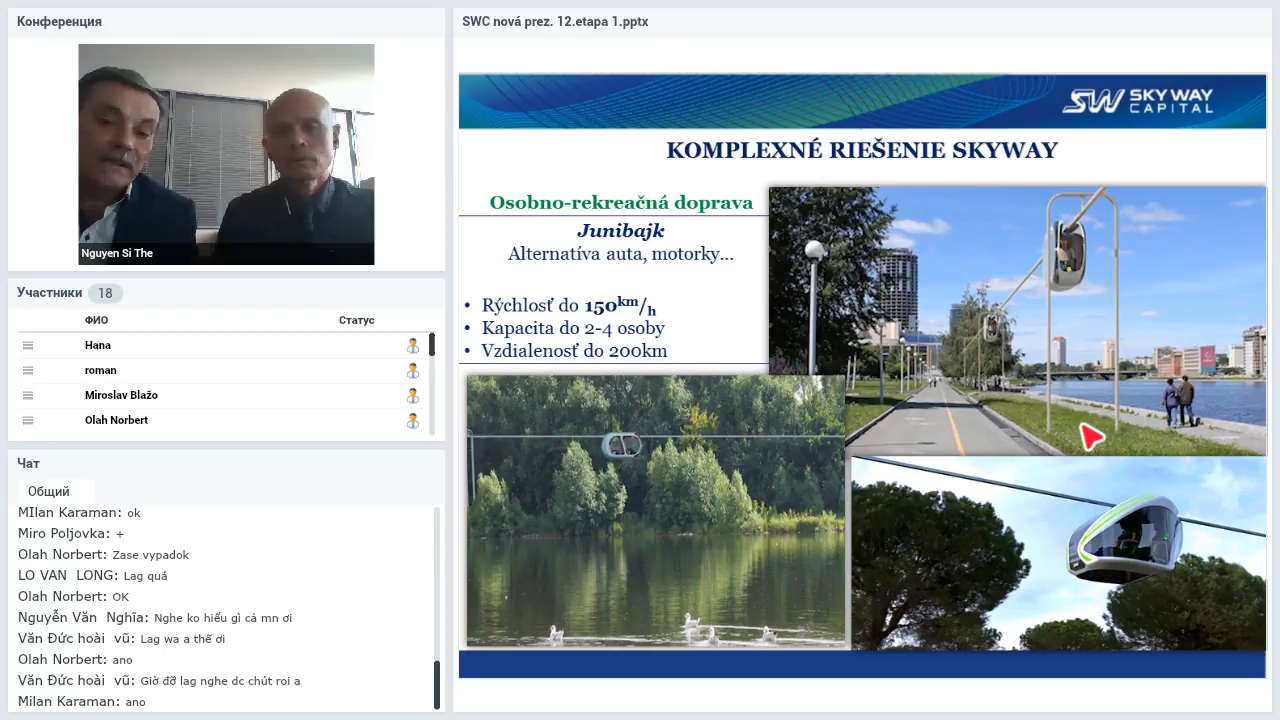 Конференция
Nguyen Si The
Участники 18
ФИО Статус
Hana
roman
Miroslav Blažo
Olah Norbert
Чат
Общий
MIlan Karaman: ok
Miro Poljovka: +
Olah Norbert: Zase vypadok
LO VAN LONG: Lag quá
Olah Norbert: OK
Nguyễn Văn Nghĩa: Nghe ko hiểu gì cả mn ơi
Văn Đức hoài vũ: Lag wa a thế ơi
Olah Norbert: ano
Văn Đức hoài vũ: Giờ đỡ lag nghe dc chút roi a
Milan Karaman: ano
SWC nová prez. 12.etapa 1.pptx
SW SKY WAY
CAPITAL
KOMPLEXNÉ RIEŠENIE SKYWAY
Osobno-rekreačná doprava
Junibajk
Alternatíva auta, motorky...
• Rýchlosť do 150km/h
• Kapacita do 2-4 osoby
• Vzdialenosť do 200km